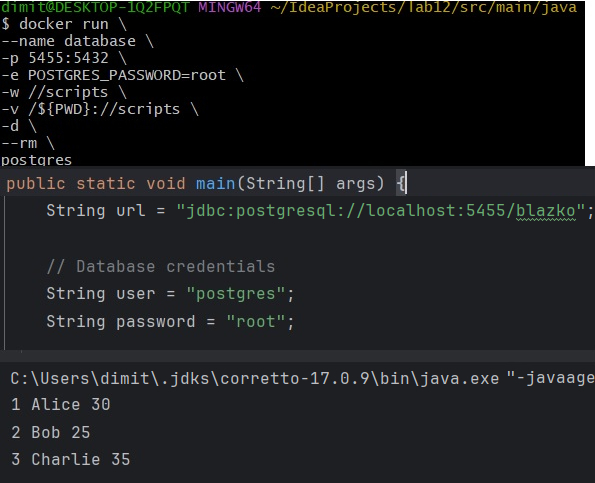 dimit@DESKTOP-1Q2FPQT MINGW64 ~/IdeaProjects/lab12/src/main/java
$ docker run \
--name database \
-p 5455:5432 \
-e POSTGRES_PASSWORD=root \
-w //scripts \
-v /${PWD}://scripts \
-d \
--rm \
postgres
public static void main(String[] args) {
String url = "jdbc:postgresql://localhost:5455/blazko";
// Database credentials
String user = "postgres";
String password = "root";
C:\Users\dimit\.jdks\corretto-17.0.9\bin\java.exe "-javaage
1 Alice 30
2 Bob 25
3 Charlie 35